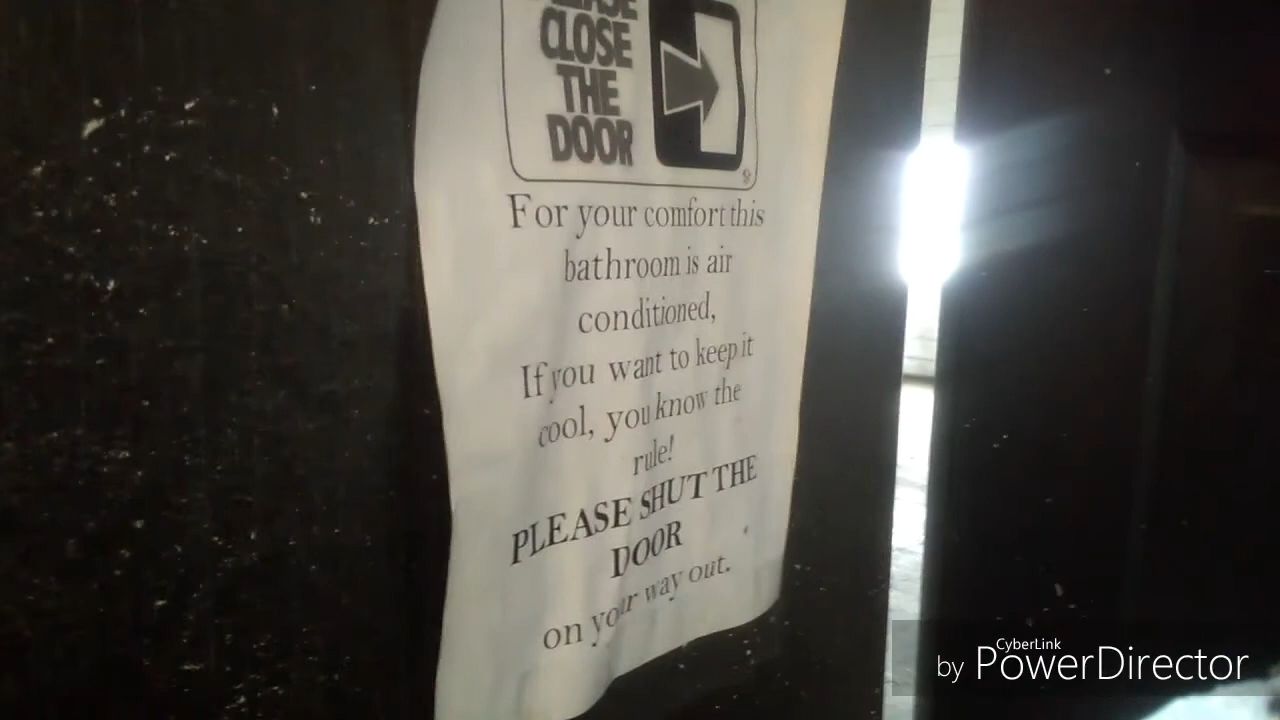 PLEASE
CLOSE
THE
DOOR
For your comfort this
bathroom is air
conditioned,
If you want to keep it
cool, you know the
rule!
PLEASE SHUT THE
DOOR
on your way out.
CyberLink
by PowerDirector